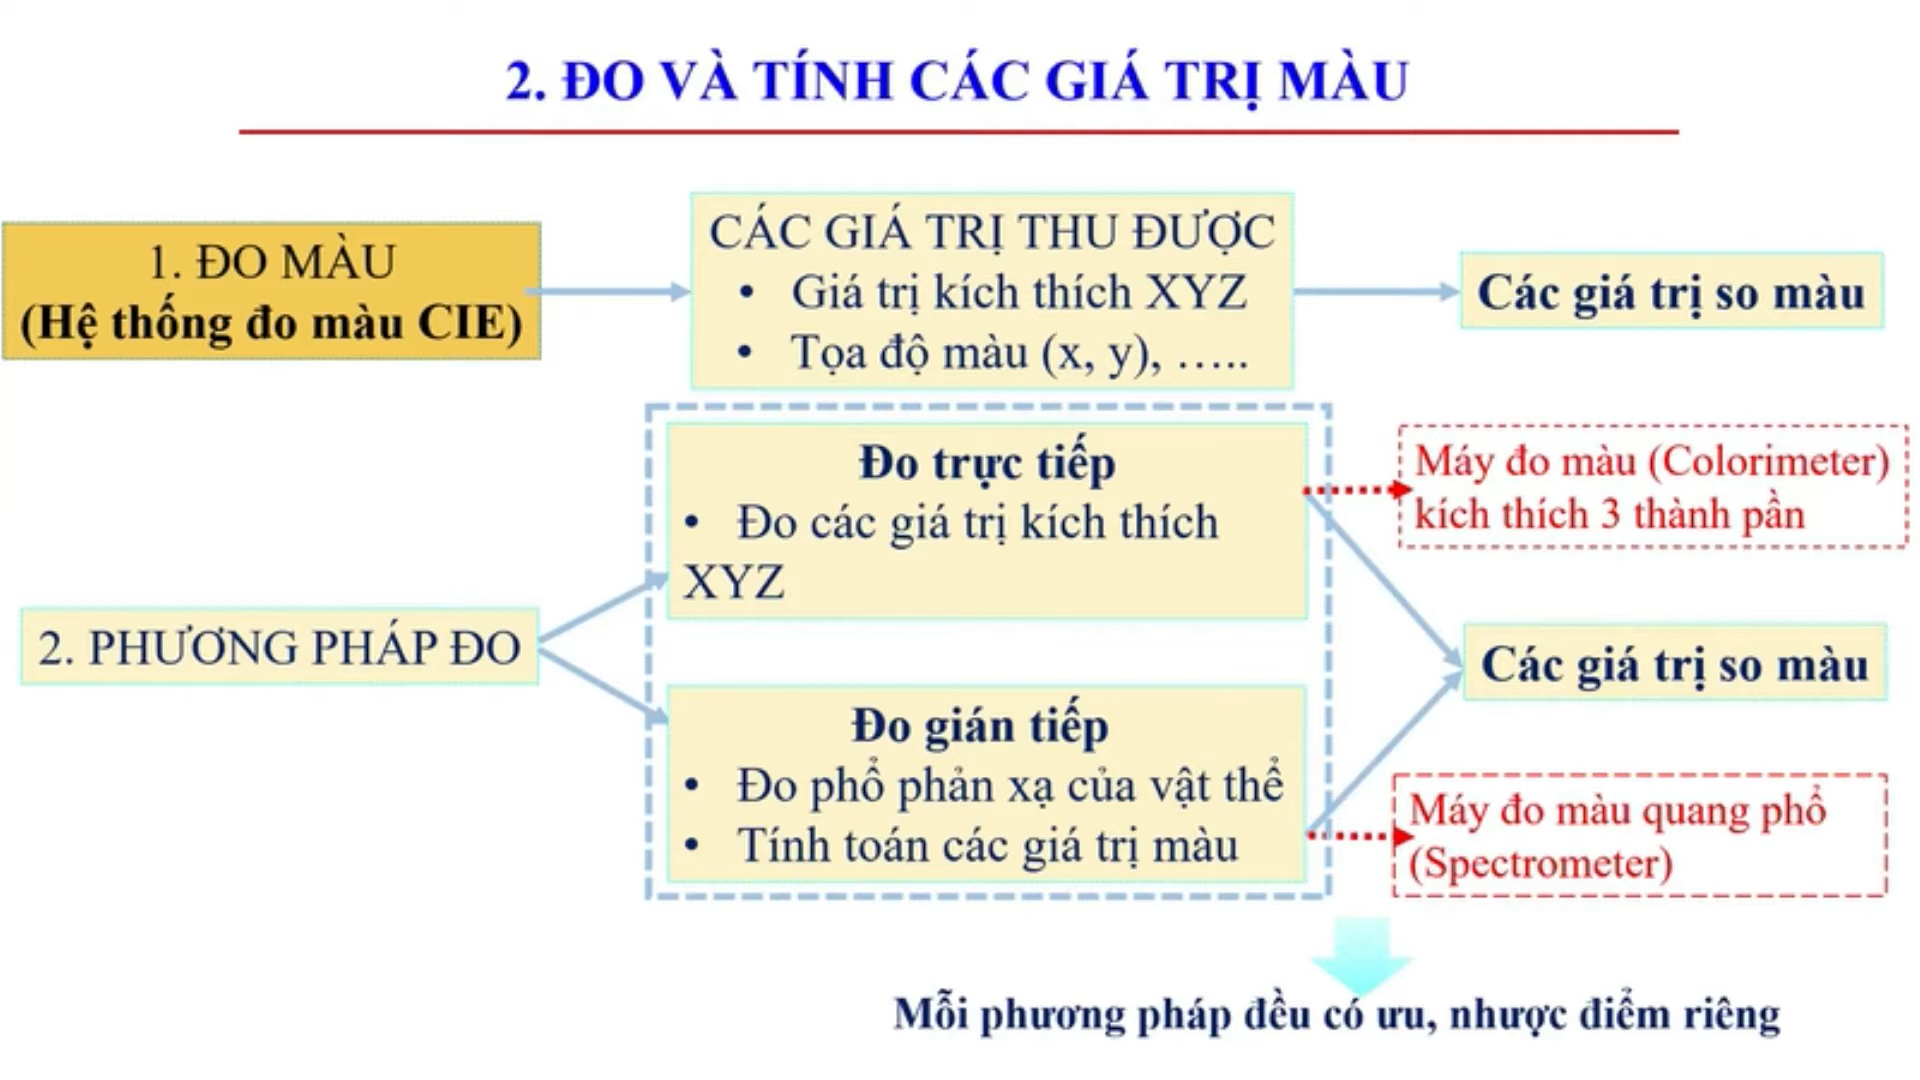 2. ĐO VÀ TÍNH CÁC GIÁ TRỊ MÀU
1. ĐO MÀU
(Hệ thống đo màu CIE)
CÁC GIÁ TRỊ THU ĐƯỢC
• Giá trị kích thích XYZ
• Tọa độ màu (x, y), …..
Các giá trị so màu
2. PHƯƠNG PHÁP ĐO
Đo trực tiếp
• Đo các giá trị kích thích
XYZ
Máy đo màu (Colorimeter)
kích thích 3 thành pần
Các giá trị so màu
Đo gián tiếp
• Đo phổ phản xạ của vật thể
• Tính toán các giá trị màu
Máy đo màu quang phổ
(Spectrometer)
Mỗi phương pháp đều có ưu, nhược điểm riêng